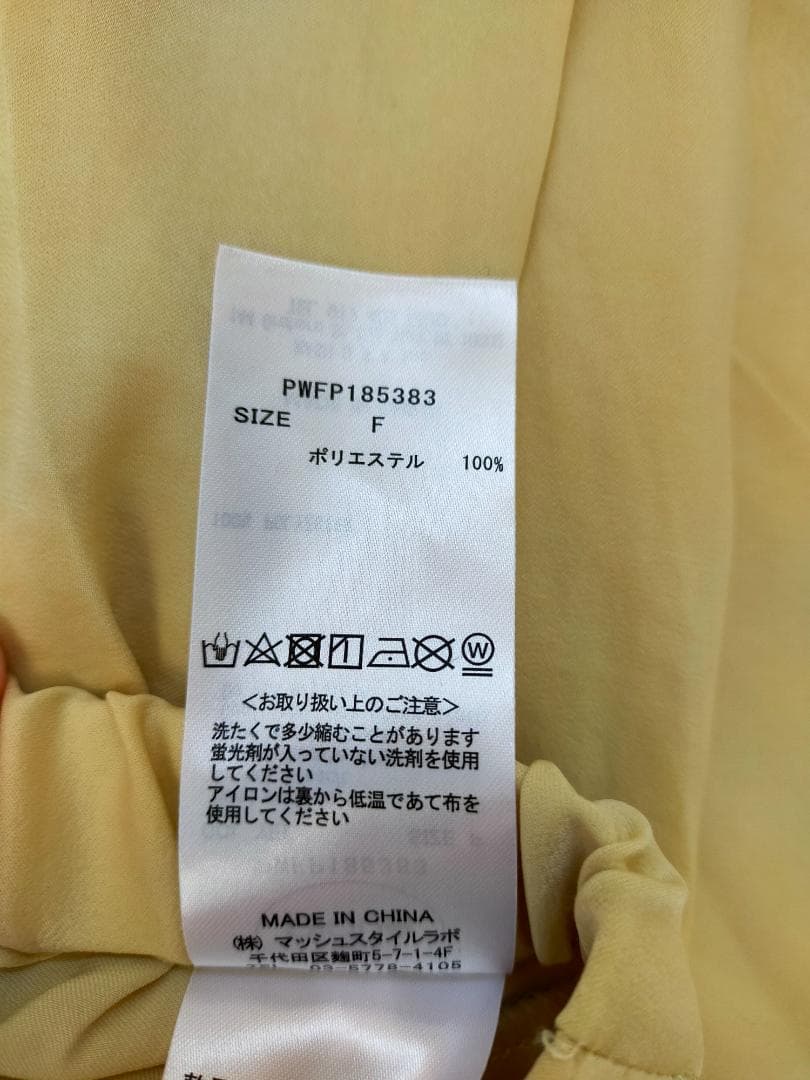 PWFP185383
SIZE F
ポリエステル 100%
W
<お取り扱い上のご注意>
洗たくで多少縮むことがあります
蛍光剤が入っていない洗剤を使用
してください
アイロンは裏から低温であて布を
使用してください
MADE IN CHINA
(株) マッシュスタイルラボ
千代田区麹町5-7-1-4F
TEL 03-5778-4105